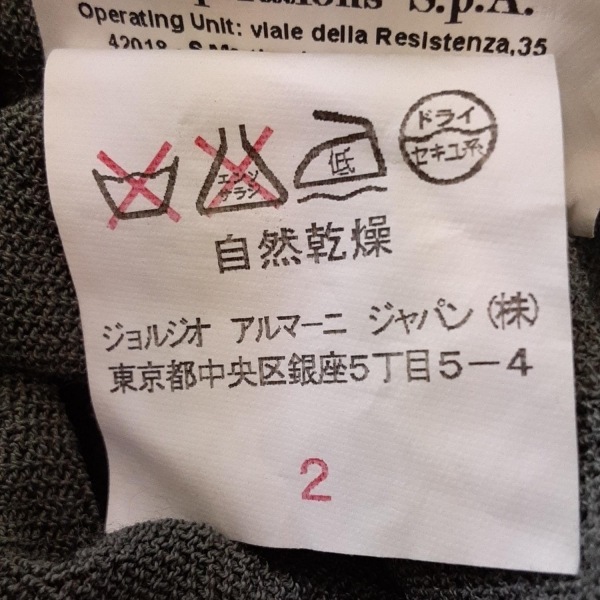 S.p.A.
Operating Unit: viale della Resistenza,35
42018
エンソ
サラシ
低
ドライ
セキユ系
自然乾燥
ジョルジオ アルマーニ ジャパン (株)
東京都中央区銀座5丁目5-4
2